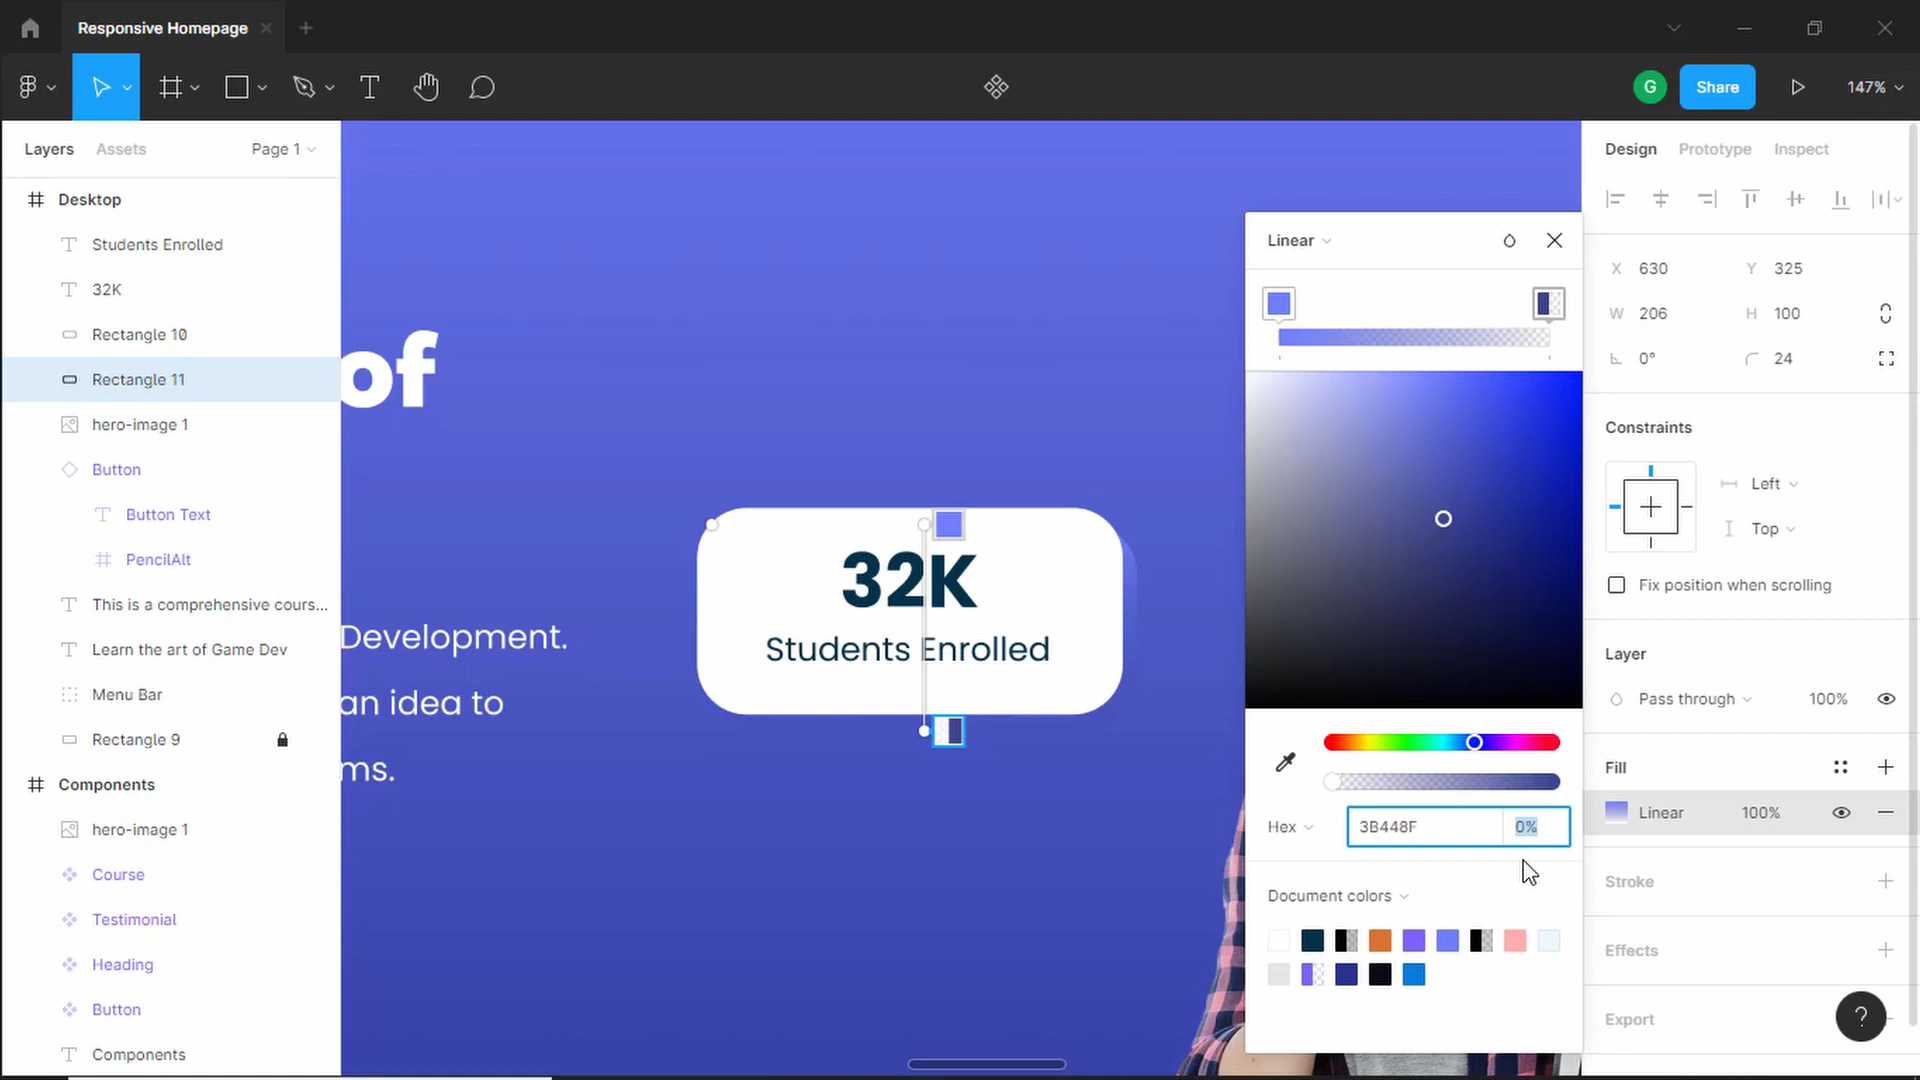 Responsive Homepage
G
Share
147%
Layers
Assets
Page 1
Desktop
Students Enrolled
32K
Rectangle 10
Rectangle 11
hero-image 1
Button
Button Text
PencilAlt
This is a comprehensive cours...
Learn the art of Game Dev
Menu Bar
Rectangle 9
Components
hero-image 1
Course
Testimonial
Heading
Button
Components
of
Development.
an idea to
ms.
32K
Students Enrolled
Linear
Hex
3B448F
0%
Document colors
Design
Prototype
Inspect
X 630
Y 325
W 206
H 100
0°
24
Constraints
Left
Top
Fix position when scrolling
Layer
Pass through
100%
Fill
Linear
100%
Stroke
Effects
Export
?